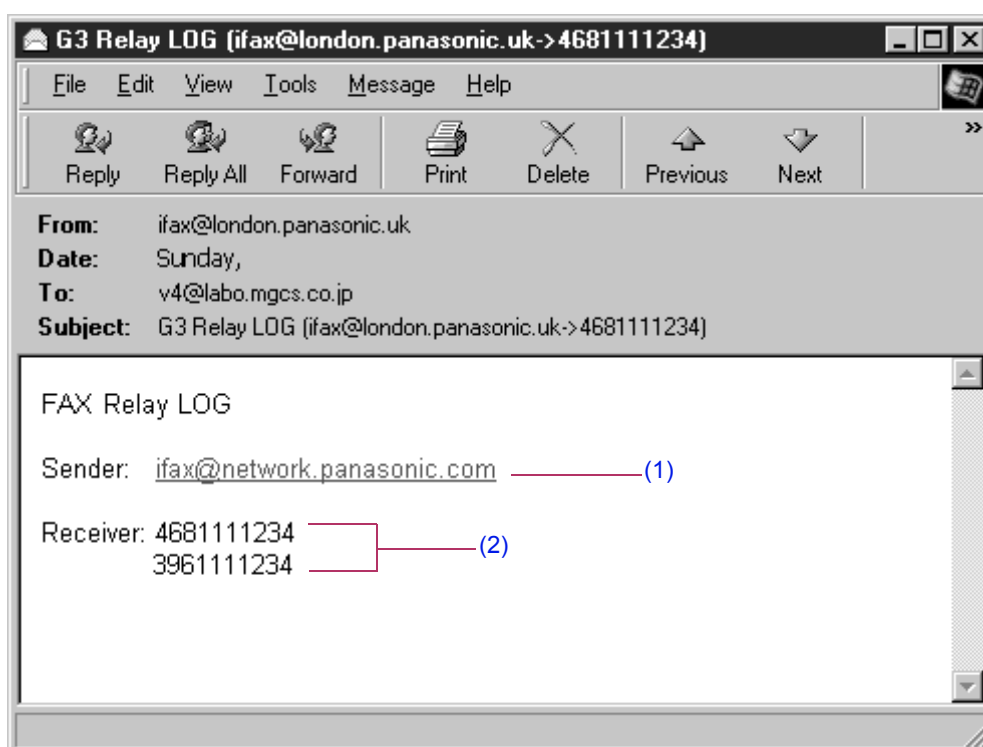 G3 Relay LOG (ifax@london.panasonic.uk->4681111234)
File Edit View Tools Message Help
Reply Reply All Forward Print Delete Previous Next »
From: ifax@london.panasonic.uk
Date: Sunday,
To: v4@labo.mgcs.co.jp
Subject: G3 Relay LOG (ifax@london.panasonic.uk->4681111234)
FAX Relay LOG
Sender: ifax@network.panasonic.com (1)
Receiver: 4681111234
(2)
3961111234